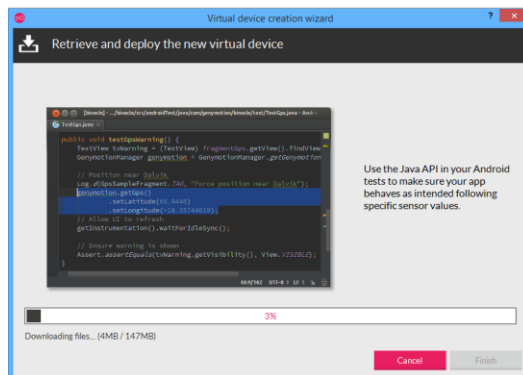 Virtual device creation wizard
Retrieve and deploy the new virtual device
TestGps.java
public void testGpsWarning() {
TextView tvWarning = (TextView) fragmentGps.getView().findView
GenymotionManager genymotion = GenymotionManager.getGenymotion
// Position near Dalvik
Log.d(GpsSampleFragment.TAG, "Force position near Dalvik");
genymotion.getGps()
.setLatitude(65.9446)
.setLongitude(-18.35744619);
// Allow UI to refresh
getInstrumentation().waitForIdleSync();
// Ensure warning is shown
Assert.assertEquals(tvWarning.getVisibility(), View.VISIBLE);
}
UTF-8
Use the Java API in your Android
tests to make sure your app
behaves as intended following
specific sensor values.
3%
Downloading files... (4MB / 147MB)
Cancel
Finish